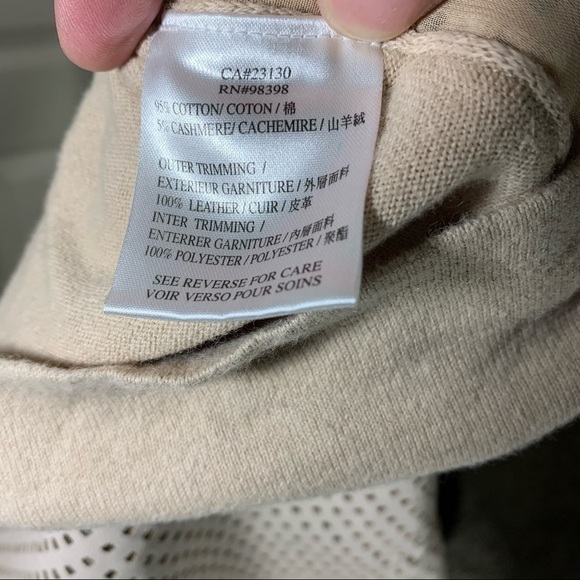 CA#23130
RN#98398
95% COTTON/ COTON / 棉
5% CASHMERE/ CACHEMIRE / 山羊絨
OUTER TRIMMING /
EXTERIEUR GARNITURE / 外層面料
100% LEATHER / CUIR / 皮革
INTER TRIMMING /
ENTERRER GARNITURE / 內層面料
100% POLYESTER / POLYESTER / 聚酯
SEE REVERSE FOR CARE
VOIR VERSO POUR SOINS